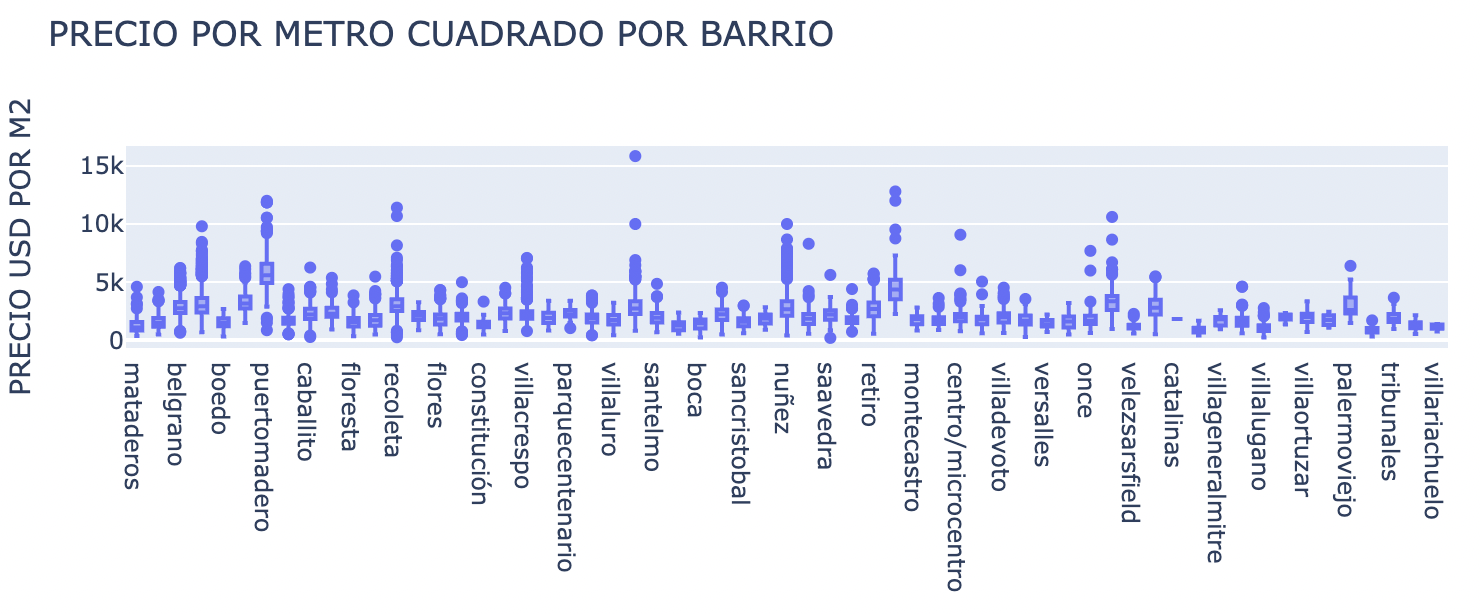 PRECIO POR METRO CUADRADO POR BARRIO
PRECIO USD POR M2
15k
10k
5k
0
mataderos
belgrano
boedo
puertomadero
caballito
floresta
recoleta
flores
constitución
villacrespo
parquecentenario
villaluro
santelmo
boca
sancristobal
nuñez
saavedra
retiro
montecastro
centro/microcentro
villadevoto
versalles
once
velezsarsfield
catalinas
villageneralmitre
villalugano
villaortuzar
palermoviejo
tribunales
villariachuelo